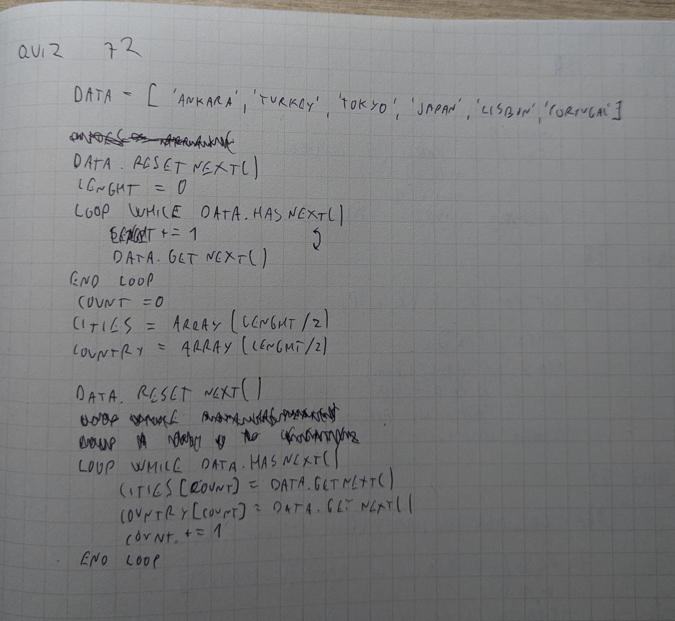 QUIZ 72
DATA = [ 'ANKARA', 'TURKEY', 'TOKYO', 'JAPAN', 'LISBON', 'PORTUGAL' ]
DATA. RESET NEXT()
LENGHT = 0
LOOP WHILE DATA.HAS NEXT()
LENGHT += 1
DATA. GET NEXT()
END LOOP
COUNT = 0
CITIES = ARRAY (LENGHT/2)
COUNTRY = ARRAY (LENGHT/2)
DATA. RESET NEXT()
LOOP WHILE DATA.HAS NEXT()
CITIES [COUNT] = DATA.GET NEXT()
COUNTRY [COUNT] = DATA.GET NEXT()
COUNT += 1
END LOOP